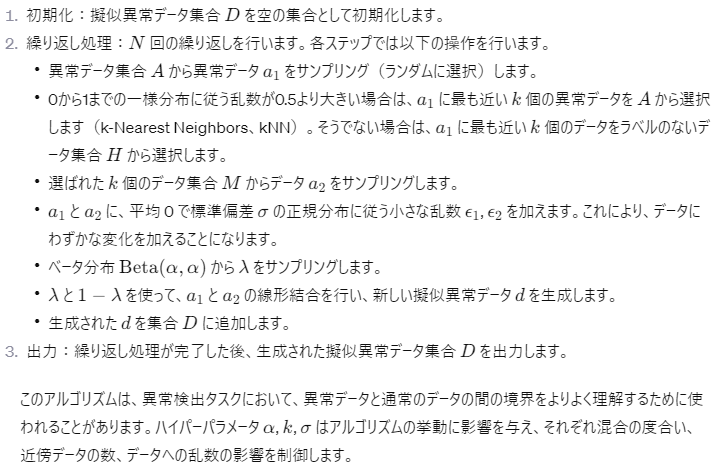 1. 初期化：擬似異常データ集合 D を空の集合として初期化します。
2. 繰り返し処理：N 回の繰り返しを行います。各ステップでは以下の操作を行います。
• 異常データ集合 A から異常データ a₁ をサンプリング（ランダムに選択）します。
• 0から1までの一様分布に従う乱数が0.5より大きい場合は、a₁ に最も近い k 個の異常データを A から選択
します（k-Nearest Neighbors、kNN）。そうでない場合は、a₁ に最も近い k 個のデータをラベルのないデ
ータ集合 H から選択します。
• 選ばれた k 個のデータ集合 M からデータ a₂ をサンプリングします。
• a₁ と a₂ に、平均 0 で標準偏差 σ の正規分布に従う小さな乱数 ϵ₁, ϵ₂ を加えます。これにより、データに
わずかな変化を加えることになります。
• ベータ分布 Beta(α, α) から λ をサンプリングします。
• λ と 1 − λ を使って、a₁ と a₂ の線形結合を行い、新しい擬似異常データ d を生成します。
• 生成された d を集合 D に追加します。
3. 出力：繰り返し処理が完了した後、生成された擬似異常データ集合 D を出力します。
このアルゴリズムは、異常検出タスクにおいて、異常データと通常のデータの間の境界をよりよく理解するために使
われることがあります。ハイパーパラメータ α, k, σ はアルゴリズムの挙動に影響を与え、それぞれ混合の度合い、
近傍データの数、データへの乱数の影響を制御します。